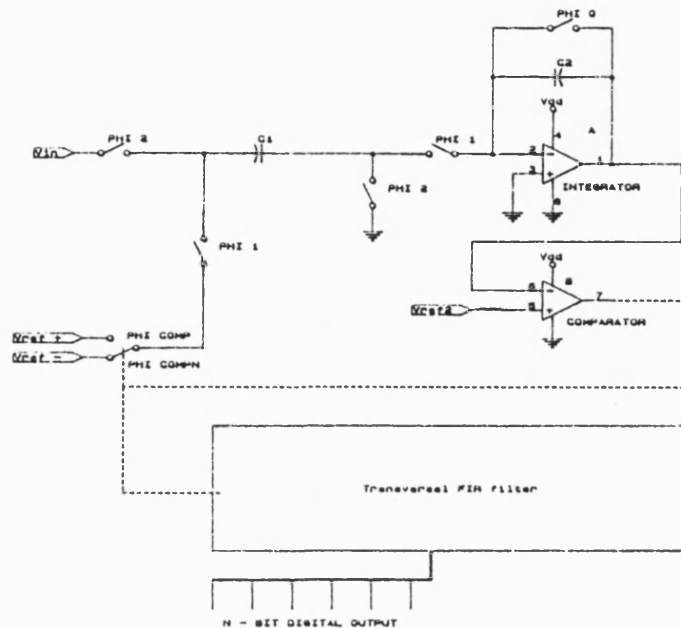 PHI 0
C2
Vdd
A
4
Vin
PHI 2
C1
PHI 1
2
3
1
8
INTEGRATOR
PHI 2
PHI 1
Vdd
8
6
5
7
Vref2
COMPARATOR
Vref +
PHI COMP
Vref -
PHI COMPN
Transversal FIR filter
N - BIT DIGITAL OUTPUT